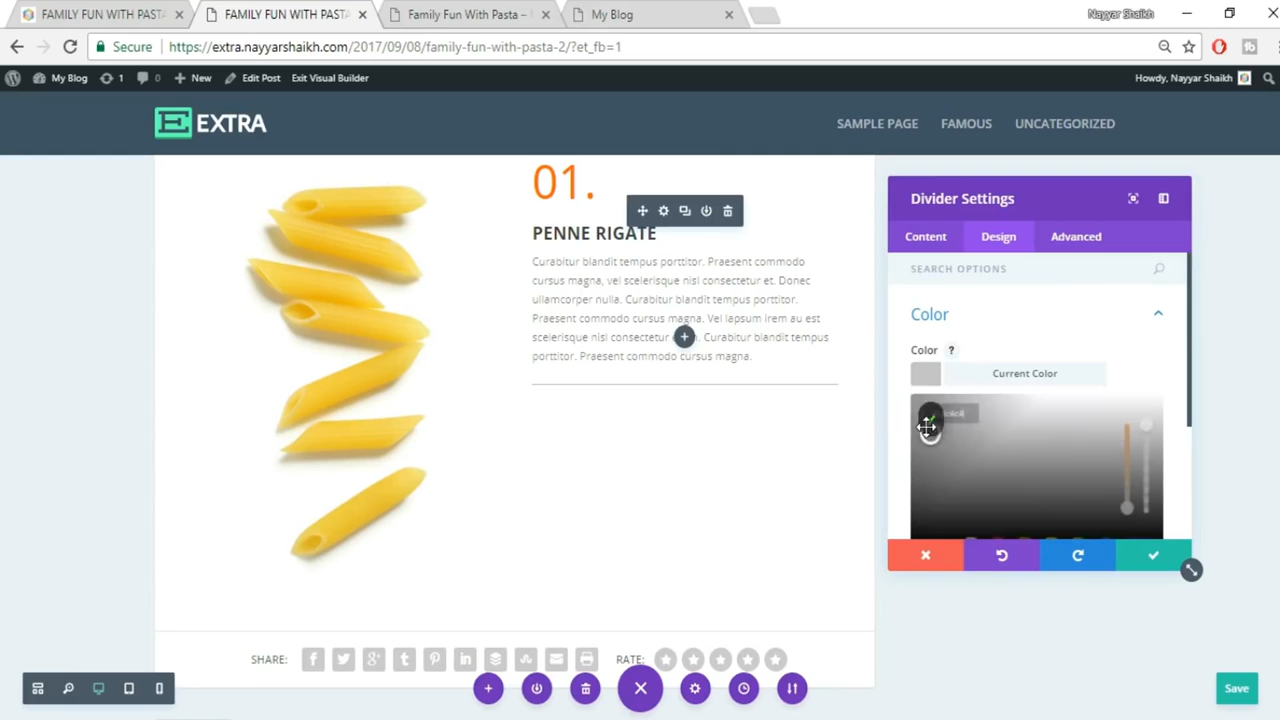 FAMILY FUN WITH PASTA
FAMILY FUN WITH PASTA
Family Fun With Pasta –
My Blog
Nayyar Shaikh
Secure
https://extra.nayyarshaikh.com/2017/09/08/family-fun-with-pasta-2/?et_fb=1
My Blog
1
0
New
Edit Post
Exit Visual Builder
Howdy, Nayyar Shaikh
EXTRA
SAMPLE PAGE
FAMOUS
UNCATEGORIZED
01.
PENNE RIGATE
Curabitur blandit tempus porttitor. Praesent commodo
cursus magna, vel scelerisque nisl consectetur et. Donec
ullamcorper nulla. Curabitur blandit tempus porttitor.
Praesent commodo cursus magna. Vel lapsum irem au est
scelerisque nisl consectetur
. Curabitur blandit tempus
porttitor. Praesent commodo cursus magna.
Divider Settings
Content
Design
Advanced
SEARCH OPTIONS
Color
Color
?
Current Color
SHARE:
RATE:
Save